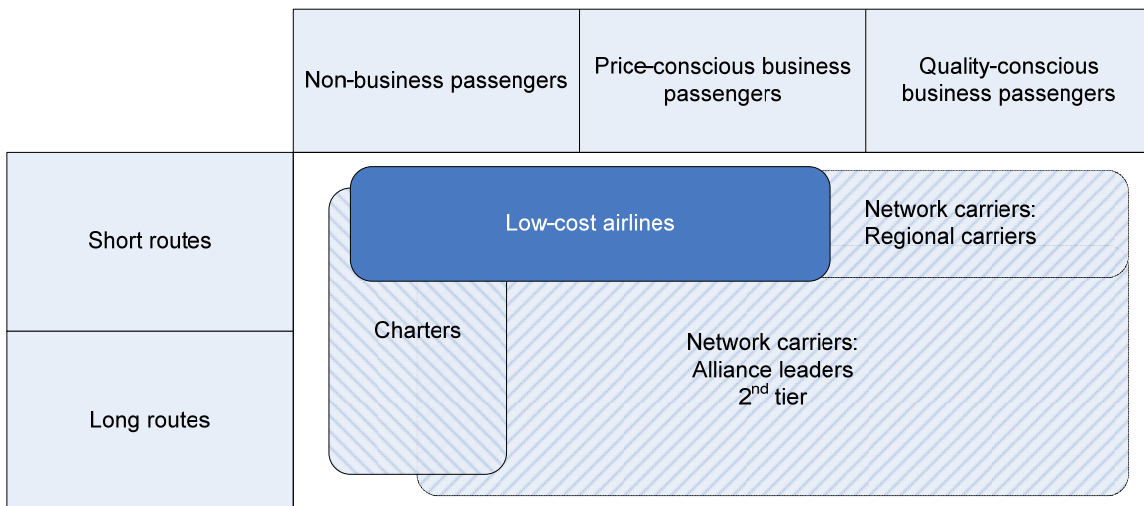 Non-business passengers
Price-conscious business
passengers
Quality-conscious
business passengers
Short routes
Low-cost airlines
Network carriers:
Regional carriers
Charters
Network carriers:
Alliance leaders
2nd tier
Long routes